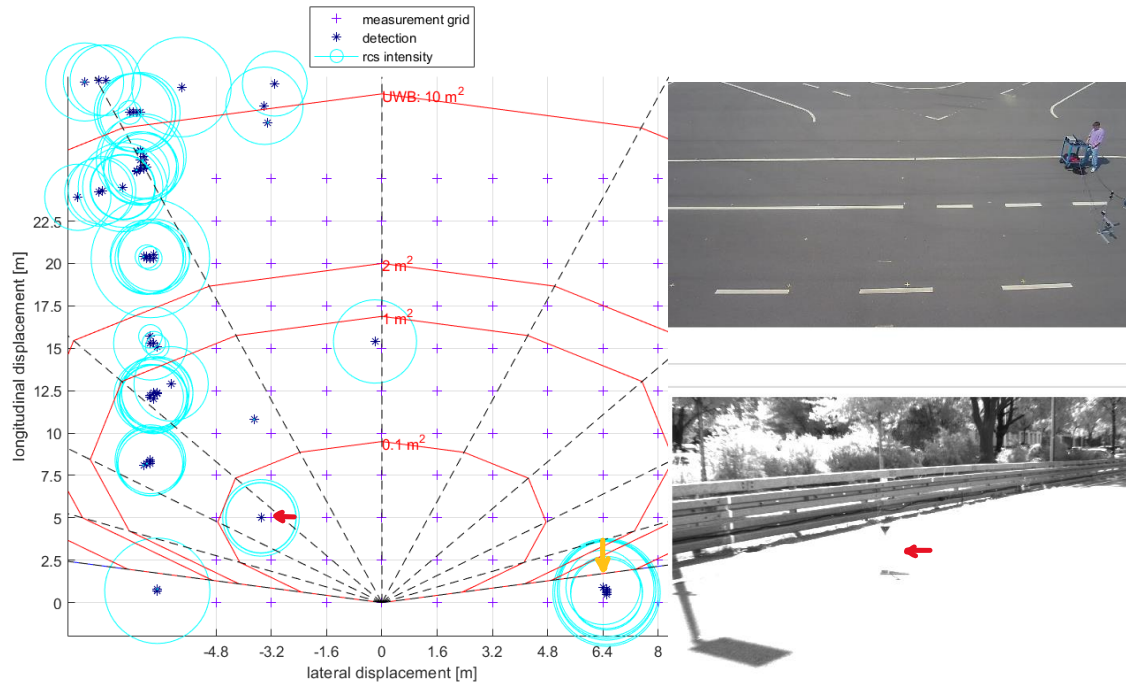 measurement grid
detection
rcs intensity
UWB: 10 m²
22.5
20
2 m²
17.5
1 m²
15
12.5
10
0.1 m²
7.5
5
2.5
0
-4.8
-3.2
-1.6
0
1.6
3.2
4.8
6.4
8
longitudinal displacement [m]
lateral displacement [m]